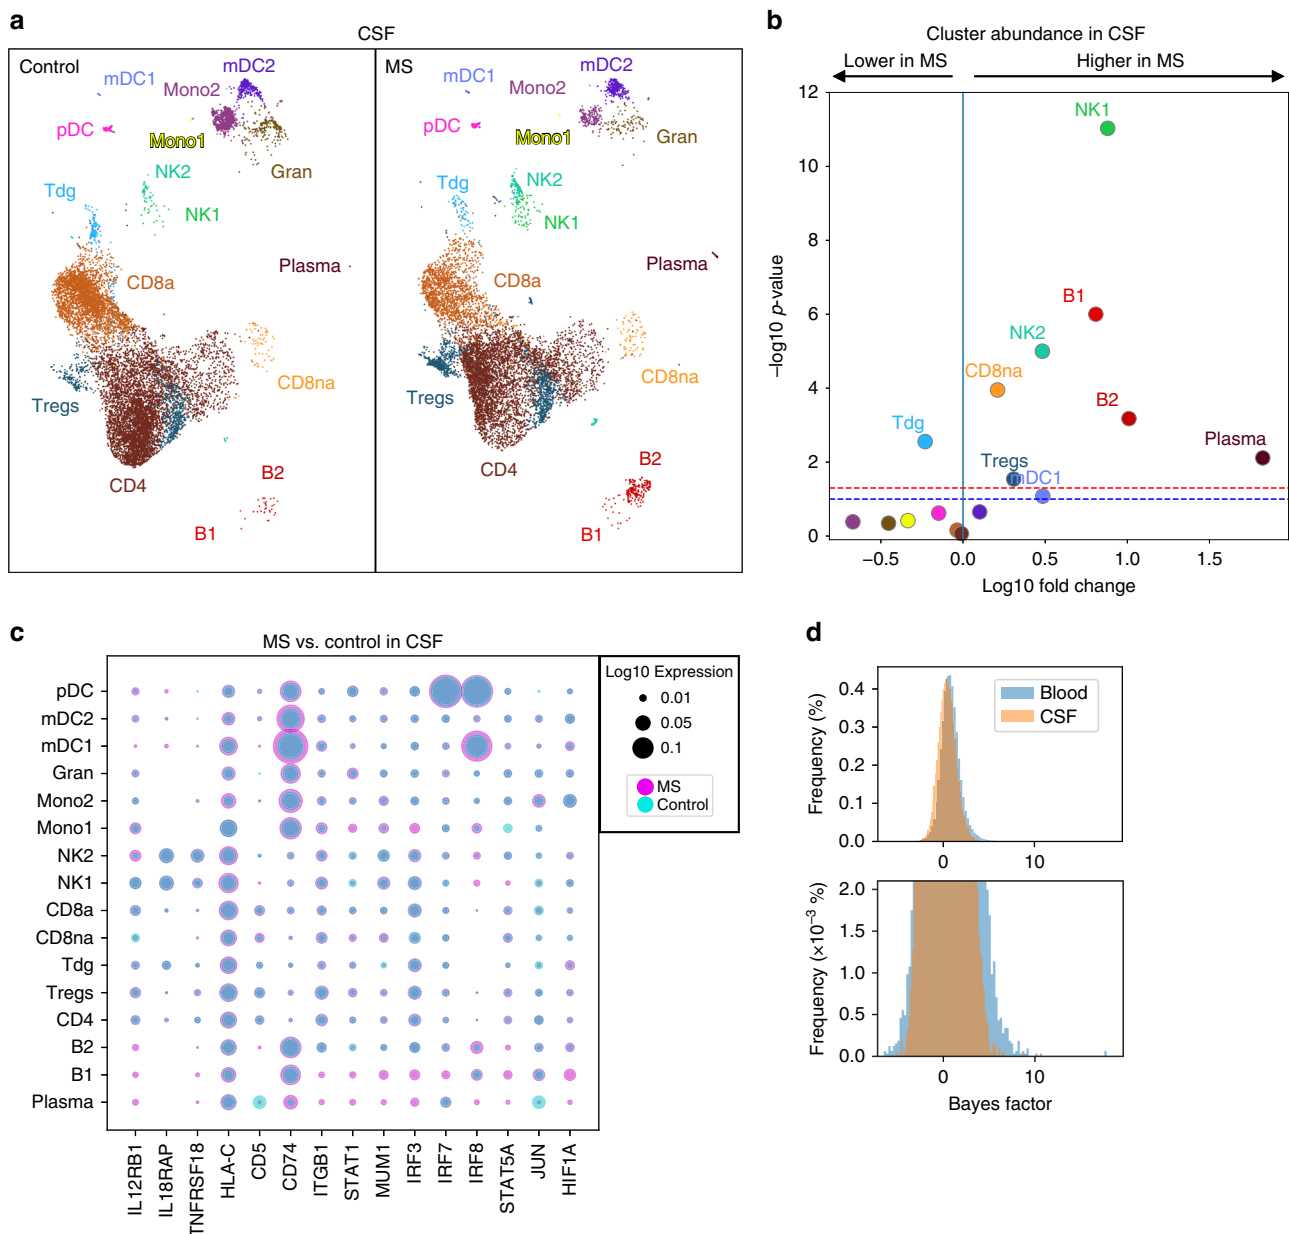 a
CSF
Control
mDC1
mDC2
Mono2
pDC
Mono1
Gran
NK2
Tdg
NK1
Plasma
CD8a
CD8na
Tregs
CD4
B2
B1
MS
mDC1
mDC2
Mono2
pDC
Mono1
Gran
Tdg
NK2
NK1
Plasma
CD8a
CD8na
Tregs
CD4
B2
B1
b
Cluster abundance in CSF
Lower in MS
Higher in MS
12
10
8
6
4
2
0
–log10 p-value
NK1
B1
NK2
CD8na
B2
Tdg
Plasma
Tregs
mDC1
−0.5
0.0
0.5
1.0
1.5
Log10 fold change
c
MS vs. control in CSF
pDC
mDC2
mDC1
Gran
Mono2
Mono1
NK2
NK1
CD8a
CD8na
Tdg
Tregs
CD4
B2
B1
Plasma
IL12RB1
IL18RAP
TNFRSF18
HLA-C
CD5
CD74
ITGB1
STAT1
MUM1
IRF3
IRF7
IRF8
STAT5A
JUN
HIF1A
Log10 Expression
0.01
0.05
0.1
MS
Control
d
Frequency (%)
0.4
0.3
0.2
0.1
0.0
Blood
CSF
0
10
Frequency (×10⁻³ %)
2.0
1.5
1.0
0.5
0.0
0
10
Bayes factor